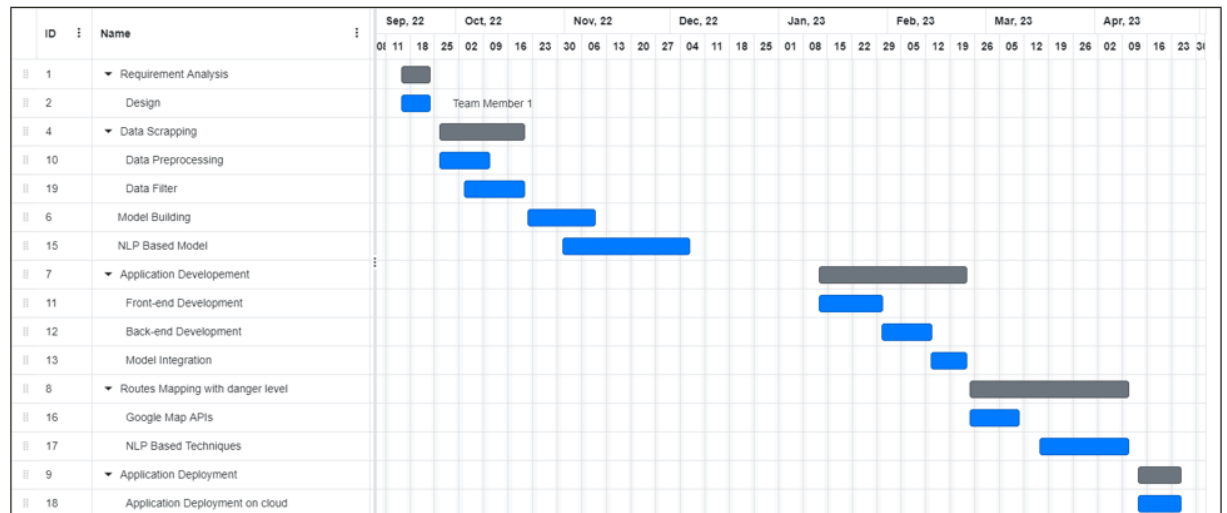 ID Name Sep, 22 Oct, 22 Nov, 22 Dec, 22 Jan, 23 Feb, 23 Mar, 23 Apr, 23
11 18 25 02 09 16 23 30 06 13 20 27 04 11 18 25 01 08 15 22 29 05 12 19 26 05 12 19 26 02 09 16 23
1 Requirement Analysis
2 Design Team Member 1
4 Data Scrapping
10 Data Preprocessing
19 Data Filter
6 Model Building
15 NLP Based Model
7 Application Developement
11 Front-end Development
12 Back-end Development
13 Model Integration
8 Routes Mapping with danger level
16 Google Map APIs
17 NLP Based Techniques
9 Application Deployment
18 Application Deployment on cloud